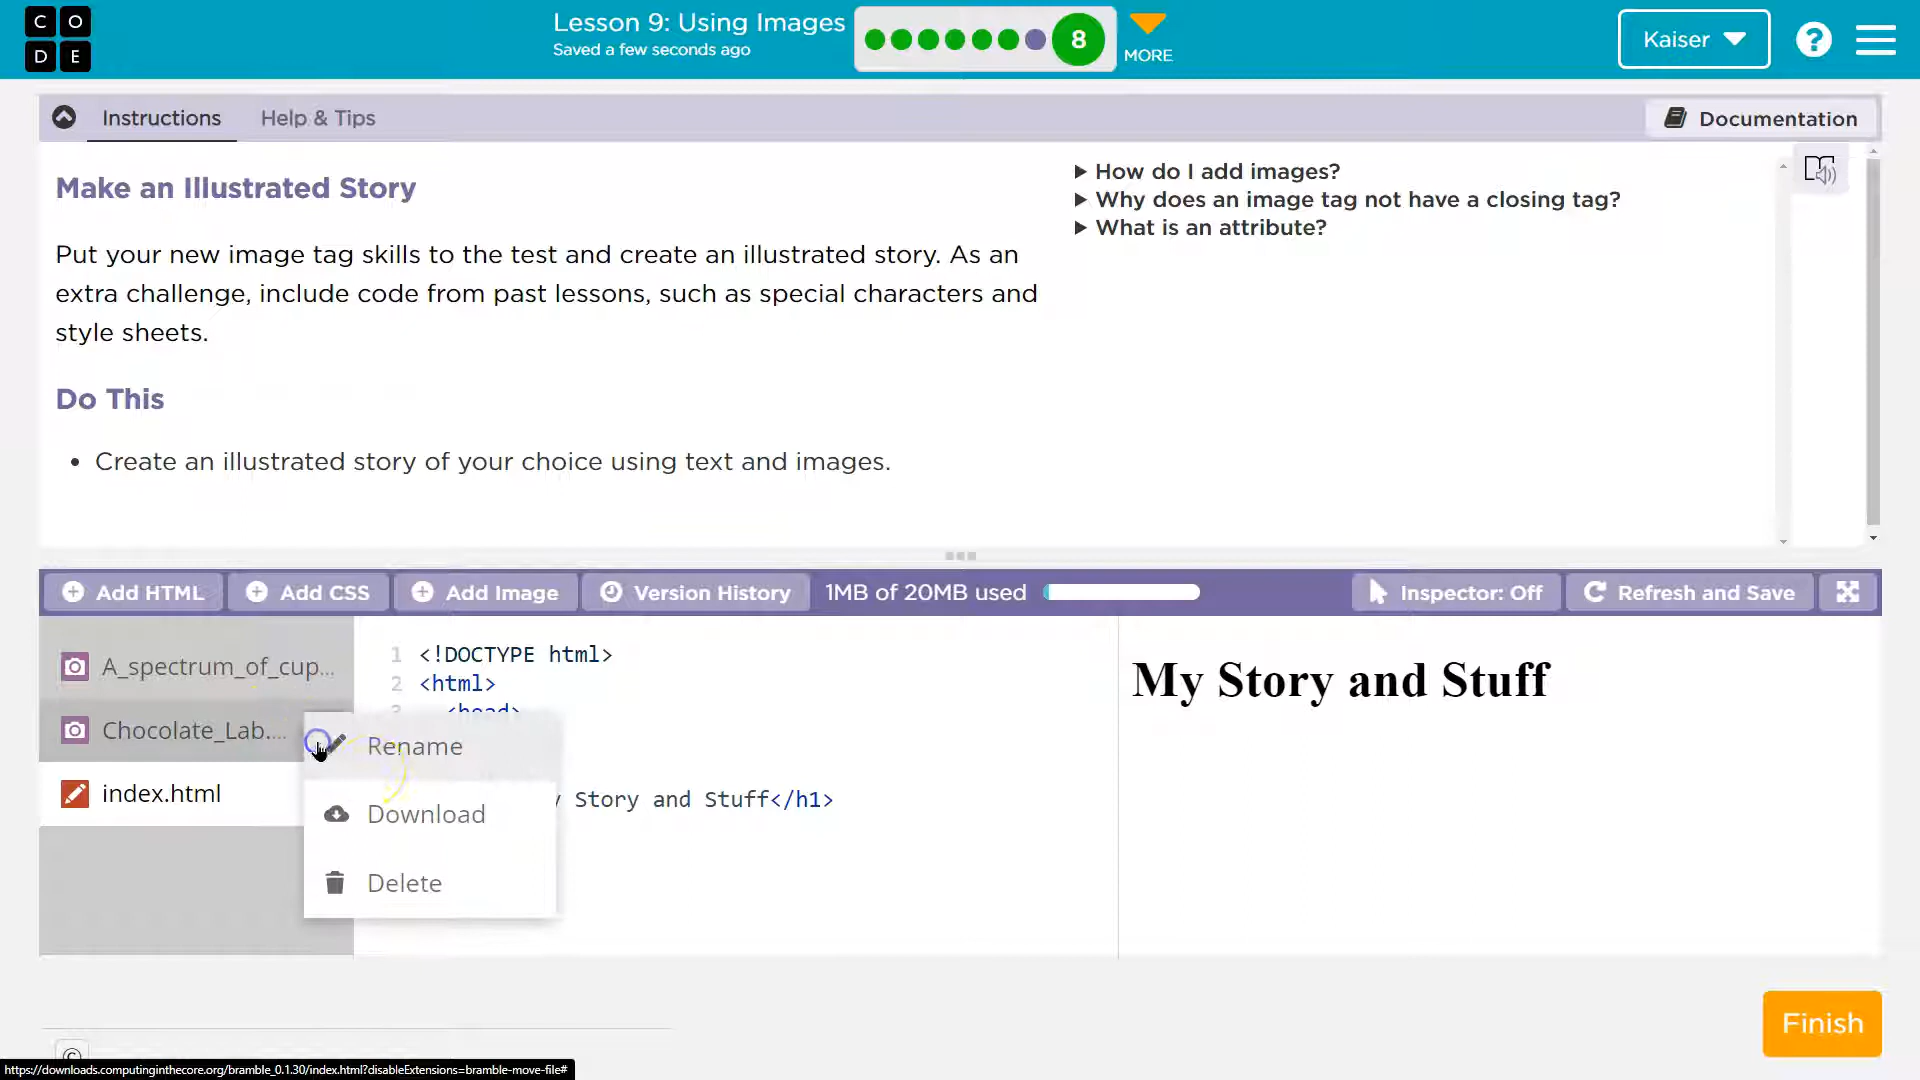 CODE
Lesson 9: Using Images
Saved a few seconds ago
8
MORE
Kaiser
?
Instructions
Help & Tips
Documentation
Make an Illustrated Story
Put your new image tag skills to the test and create an illustrated story. As an
extra challenge, include code from past lessons, such as special characters and
style sheets.
Do This
• Create an illustrated story of your choice using text and images.
How do I add images?
Why does an image tag not have a closing tag?
What is an attribute?
Add HTML
Add CSS
Add Image
Version History
1MB of 20MB used
Inspector: Off
Refresh and Save
A_spectrum_of_cup...
Chocolate_Lab....
index.html
1 <!DOCTYPE html>
2 <html>
3 <head>
Story and Stuff</h1>
Rename
Download
Delete
My Story and Stuff
Finish
©
https://downloads.computinginthecore.org/bramble_0.1.30/index.html?disableExtensions=bramble-move-file#